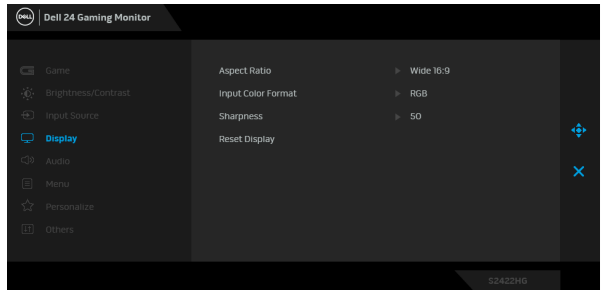 DELL
Dell 24 Gaming Monitor
Game
Brightness/Contrast
Input Source
Display
Audio
Menu
Personalize
Others
Aspect Ratio Wide 16:9
Input Color Format RGB
Sharpness 50
Reset Display
S2422HG